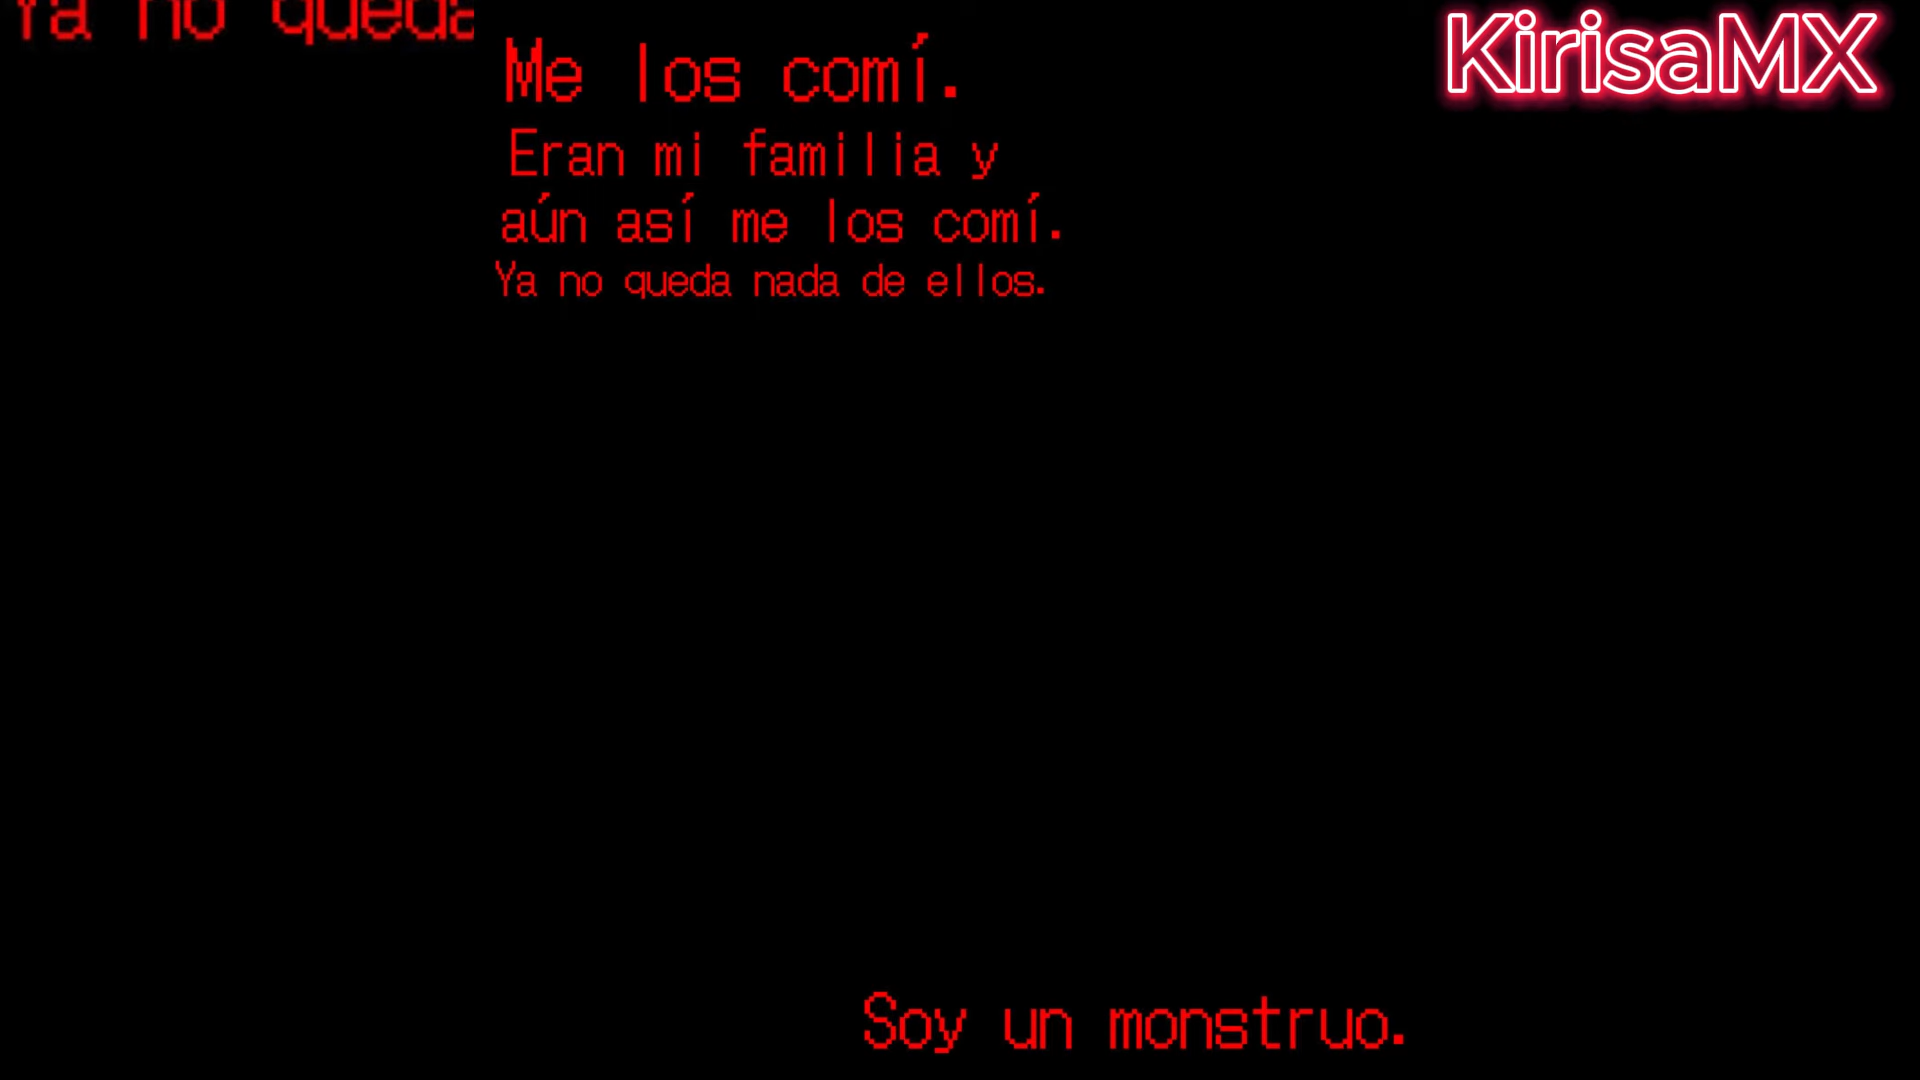 Ya no queda
Me los comí.
KirisaMX
Eran mi familia y
aún así me los comí.
Ya no queda nada de ellos.
Soy un monstruo.